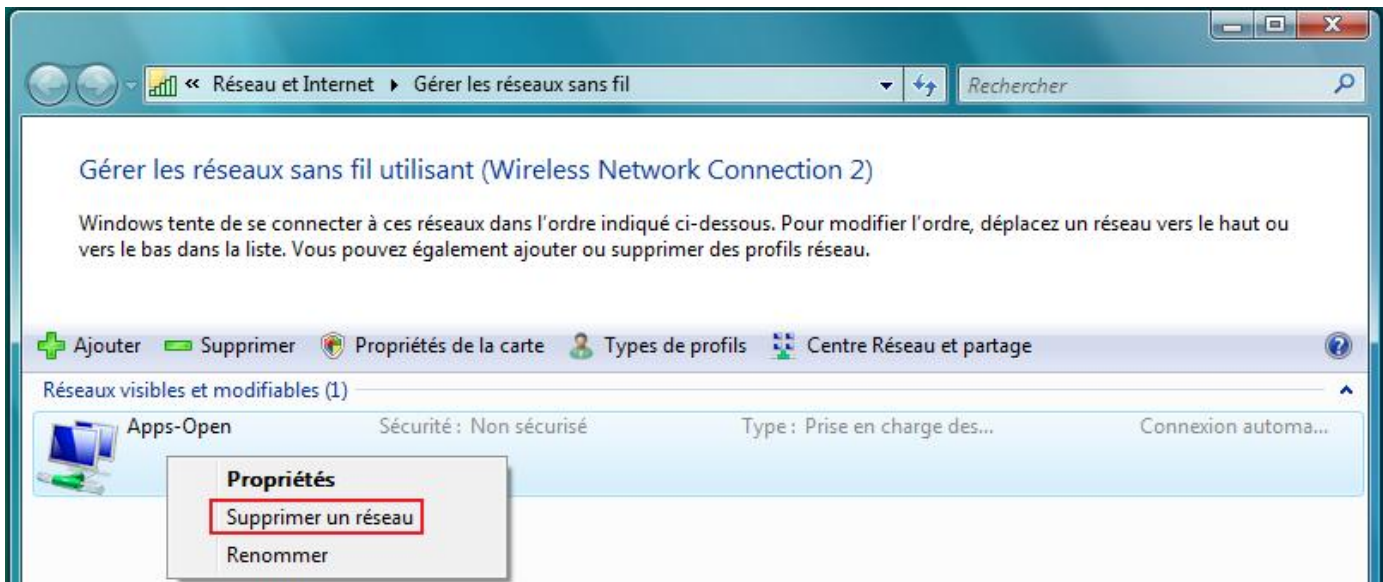 « Réseau et Internet Gérer les réseaux sans fil Rechercher
Gérer les réseaux sans fil utilisant (Wireless Network Connection 2)
Windows tente de se connecter à ces réseaux dans l'ordre indiqué ci-dessous. Pour modifier l'ordre, déplacez un réseau vers le haut ou
vers le bas dans la liste. Vous pouvez également ajouter ou supprimer des profils réseau.
Ajouter Supprimer Propriétés de la carte Types de profils Centre Réseau et partage
Réseaux visibles et modifiables (1)
Apps-Open Sécurité : Non sécurisé Type : Prise en charge des... Connexion automa...
Propriétés
Supprimer un réseau
Renommer